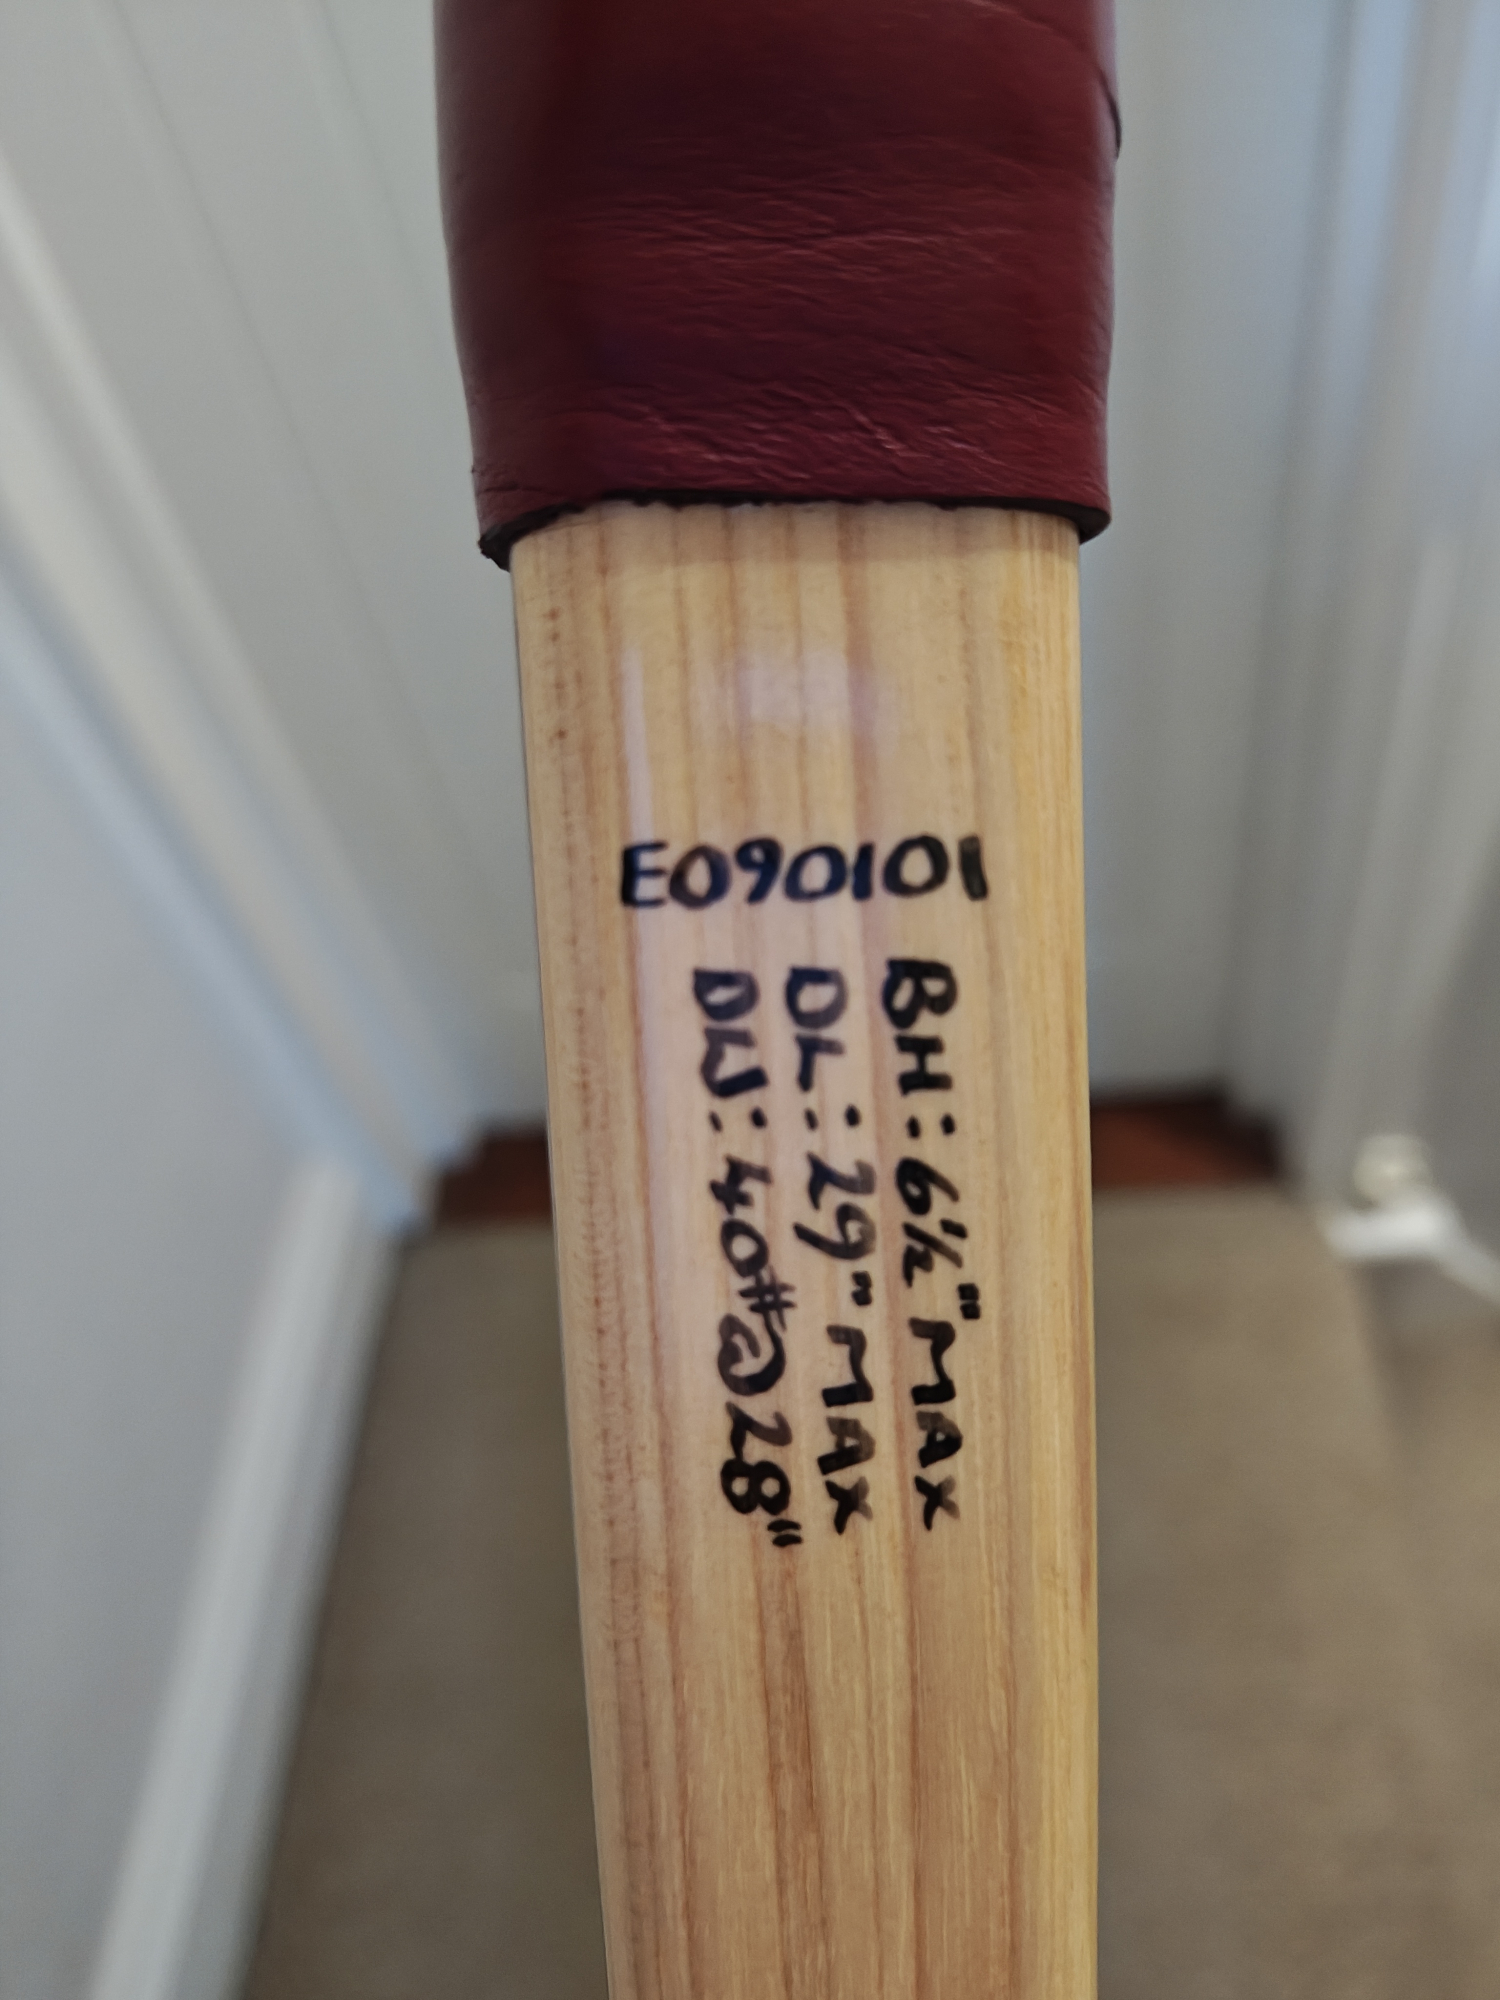 E090101
BH: 6½" MAX
DL: 29" MAX
DW: 40#@28"